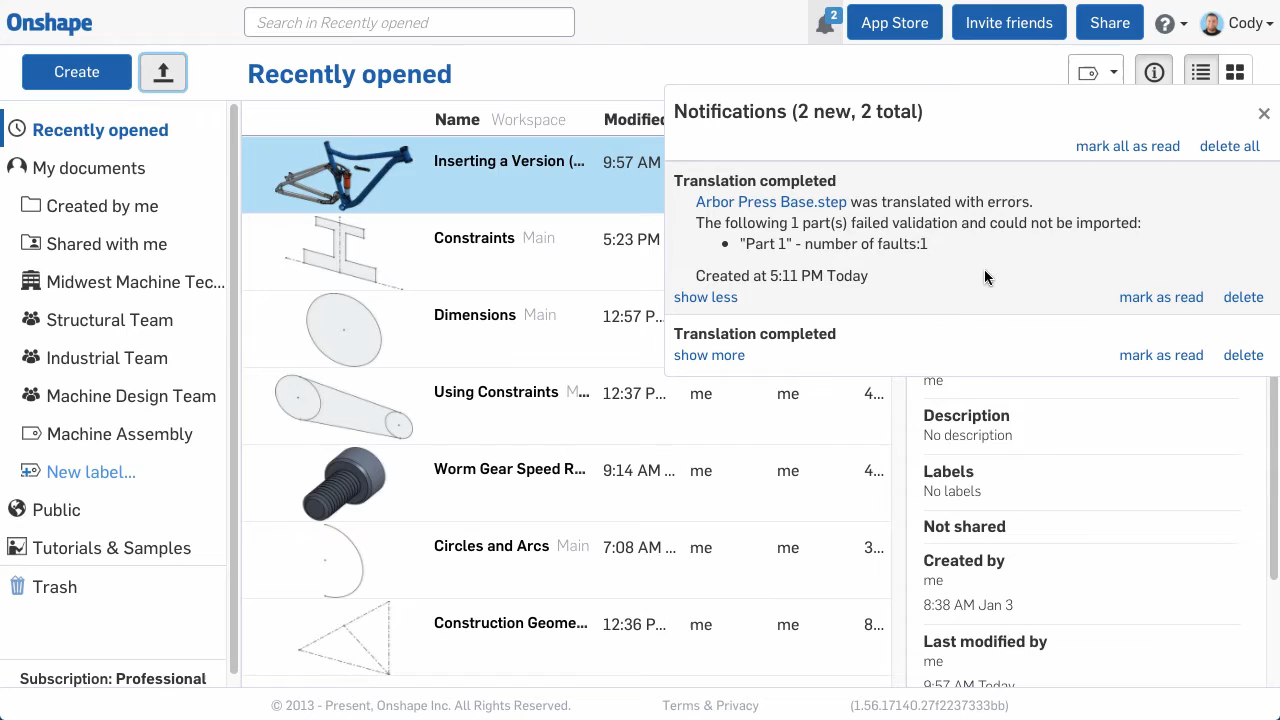 Onshape
Search in Recently opened
2
App Store
Invite friends
Share
?
Cody
Create
Recently opened
Recently opened
My documents
Created by me
Shared with me
Midwest Machine Tec...
Structural Team
Industrial Team
Machine Design Team
Machine Assembly
New label...
Public
Tutorials & Samples
Trash
Subscription: Professional
Name Workspace Modified
Inserting a Version (... 9:57 AM
Constraints Main 5:23 PM
Dimensions Main 12:57 P...
Using Constraints M... 12:37 P... me me 4...
Worm Gear Speed R... 9:14 AM ... me me 4...
Circles and Arcs Main 7:08 AM ... me me 3...
Construction Geome... 12:36 P... me me 8...
Notifications (2 new, 2 total)
mark all as read delete all
Translation completed
Arbor Press Base.step was translated with errors.
The following 1 part(s) failed validation and could not be imported:
• "Part 1" - number of faults:1
Created at 5:11 PM Today
show less mark as read delete
Translation completed
show more mark as read delete
me
Description
No description
Labels
No labels
Not shared
Created by
me
8:38 AM Jan 3
Last modified by
me
9:57 AM Today
© 2013 - Present, Onshape Inc. All Rights Reserved. Terms & Privacy (1.56.17140.27f2237333bb)